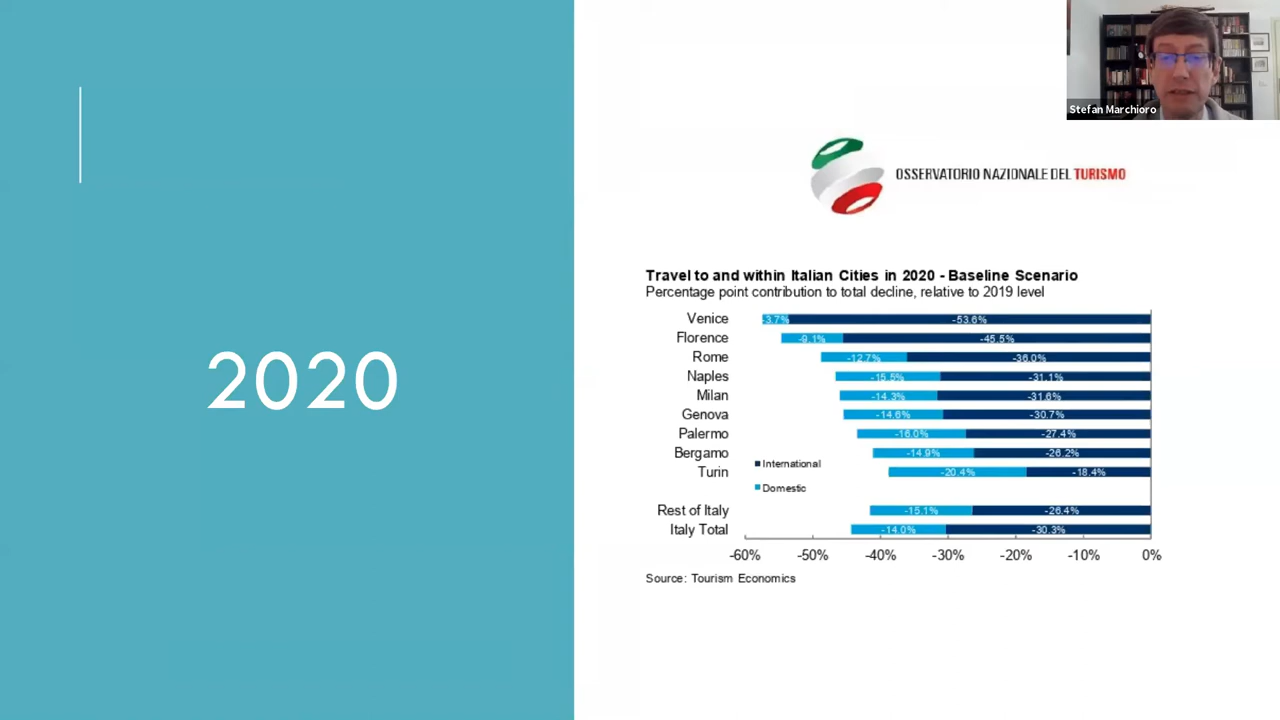 Stefan Marchioro
OSSERVATORIO NAZIONALE DEL TURISMO
2020
Travel to and within Italian Cities in 2020 - Baseline Scenario
Percentage point contribution to total decline, relative to 2019 level
Venice -3.7% -53.6%
Florence -9.1% -45.5%
Rome -12.7% -36.0%
Naples -15.5% -31.1%
Milan -14.3% -31.6%
Genova -14.6% -30.7%
Palermo -16.0% -27.4%
Bergamo -14.9% -26.2%
Turin -20.4% -18.4%
International
Domestic
Rest of Italy -15.1% -26.4%
Italy Total -14.0% -30.3%
-60% -50% -40% -30% -20% -10% 0%
Source: Tourism Economics